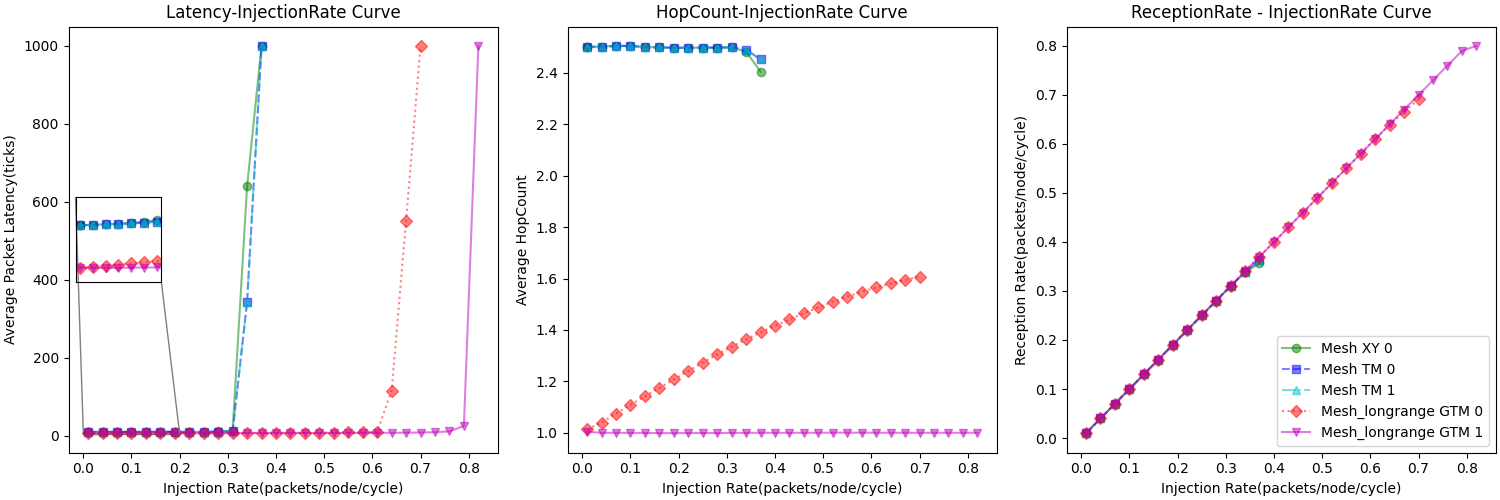 Latency-InjectionRate Curve
Average Packet Latency(ticks)
1000
800
600
400
200
0
0.0 0.1 0.2 0.3 0.4 0.5 0.6 0.7 0.8
Injection Rate(packets/node/cycle)
HopCount-InjectionRate Curve
Average HopCount
2.4
2.2
2.0
1.8
1.6
1.4
1.2
1.0
0.0 0.1 0.2 0.3 0.4 0.5 0.6 0.7 0.8
Injection Rate(packets/node/cycle)
ReceptionRate - InjectionRate Curve
Reception Rate(packets/node/cycle)
0.8
0.7
0.6
0.5
0.4
0.3
0.2
0.1
0.0
Mesh XY 0
Mesh TM 0
Mesh TM 1
Mesh_longrange GTM 0
Mesh_longrange GTM 1
0.0 0.1 0.2 0.3 0.4 0.5 0.6 0.7 0.8
Injection Rate(packets/node/cycle)